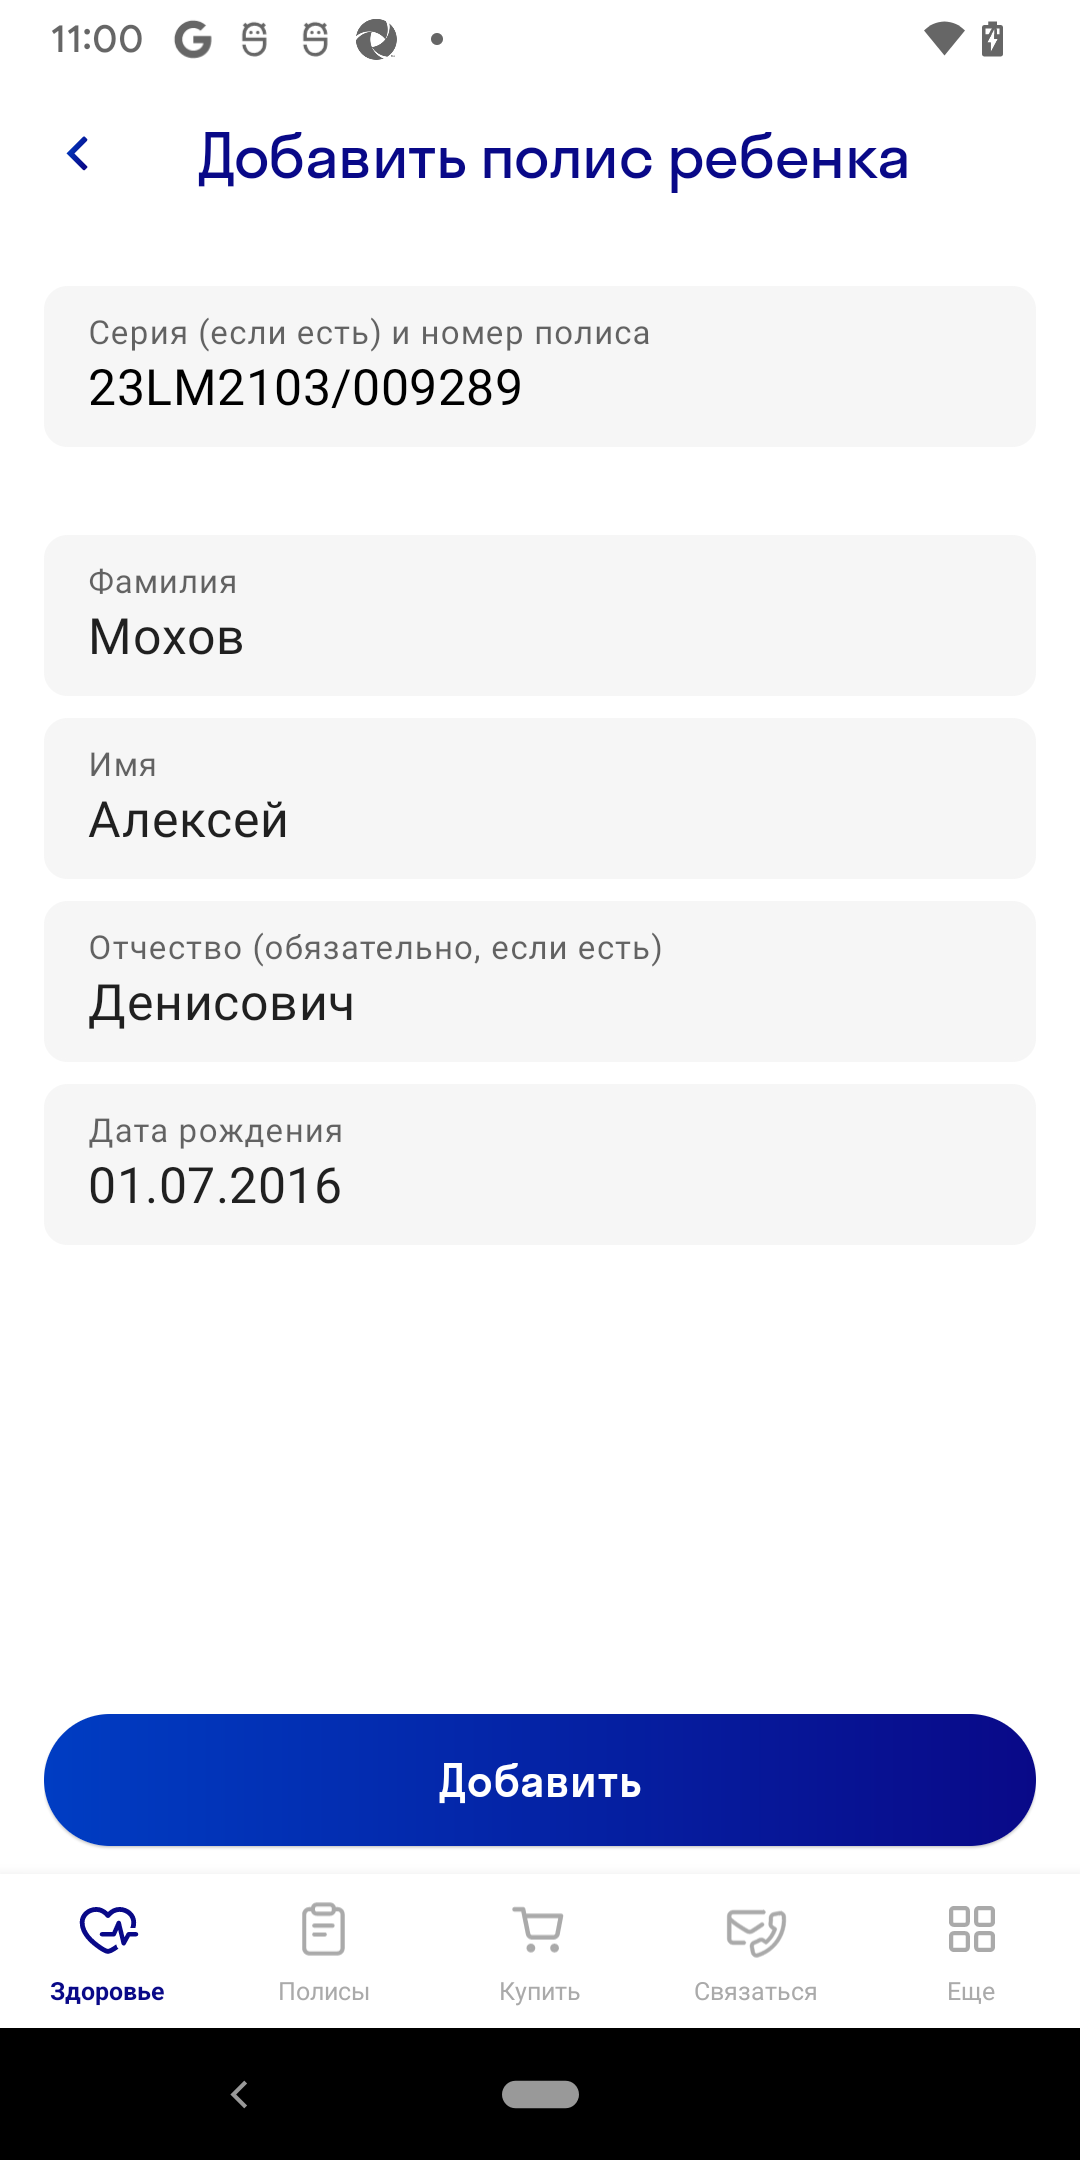 11:00
Добавить полис ребенка
Серия (если есть) и номер полиса
23LM2103/009289
Фамилия
Мохов
Имя
Алексей
Отчество (обязательно, если есть)
Денисович
Дата рождения
01.07.2016
Добавить
Здоровье
Полисы
Купить
Связаться
Еще